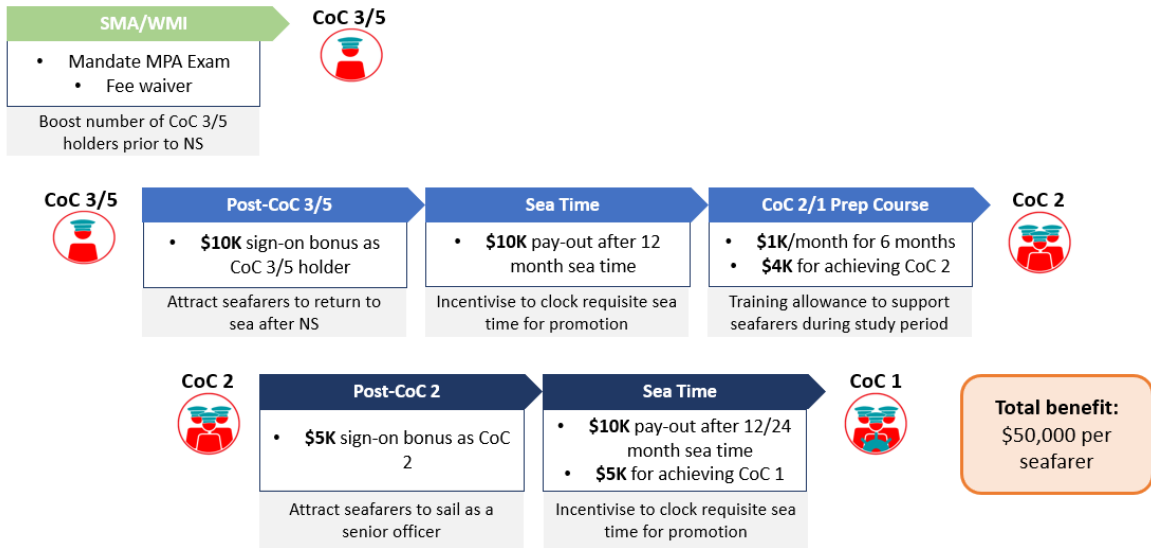 SMA/WMI
CoC 3/5
• Mandate MPA Exam
• Fee waiver
Boost number of CoC 3/5
holders prior to NS
CoC 3/5
Post-CoC 3/5
Sea Time
CoC 2/1 Prep Course
CoC 2
• $10K sign-on bonus as
CoC 3/5 holder
• $10K pay-out after 12
month sea time
• $1K/month for 6 months
• $4K for achieving CoC 2
Attract seafarers to return to
sea after NS
Incentivise to clock requisite sea
time for promotion
Training allowance to support
seafarers during study period
CoC 2
Post-CoC 2
Sea Time
CoC 1
• $5K sign-on bonus as CoC
2
• $10K pay-out after 12/24
month sea time
• $5K for achieving CoC 1
Attract seafarers to sail as a
senior officer
Incentivise to clock requisite sea
time for promotion
Total benefit:
$50,000 per
seafarer